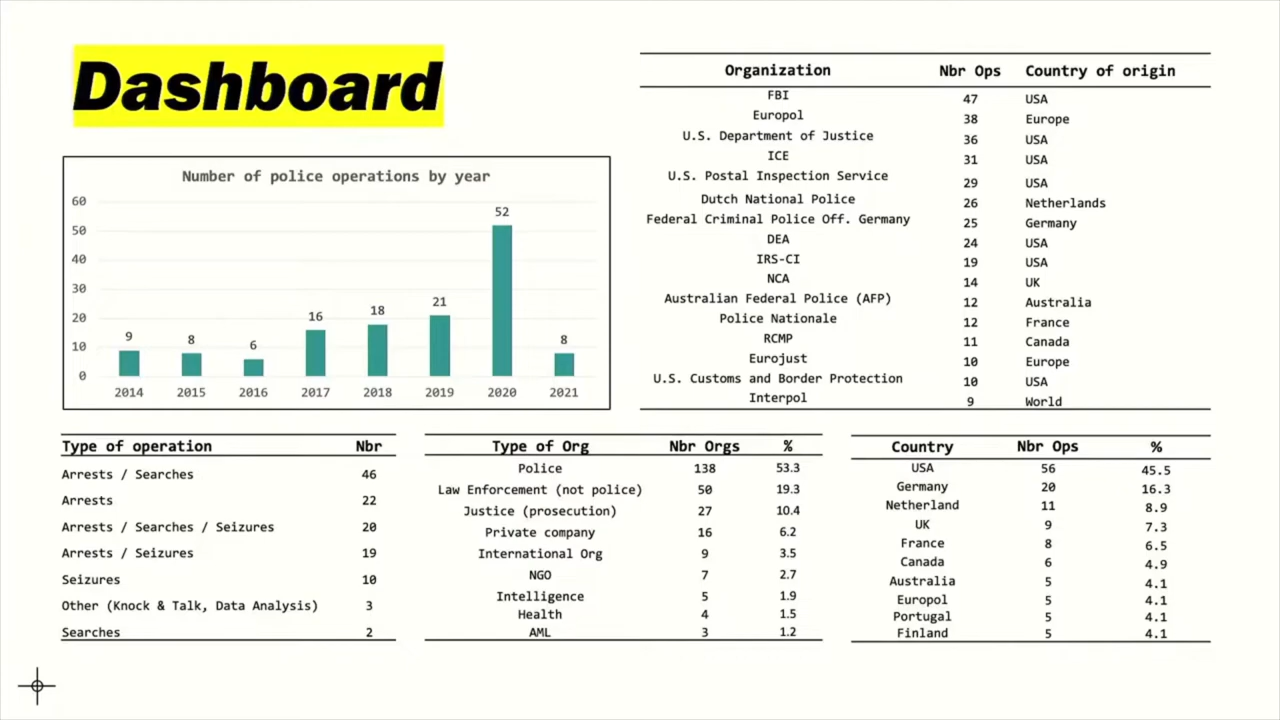 Dashboard
Number of police operations by year
60
50
40
30
20
10
0
9
8
6
16
18
21
52
8
2014 2015 2016 2017 2018 2019 2020 2021
Organization Nbr Ops Country of origin
FBI 47 USA
Europol 38 Europe
U.S. Department of Justice 36 USA
ICE 31 USA
U.S. Postal Inspection Service 29 USA
Dutch National Police 26 Netherlands
Federal Criminal Police Off. Germany 25 Germany
DEA 24 USA
IRS-CI 19 USA
NCA 14 UK
Australian Federal Police (AFP) 12 Australia
Police Nationale 12 France
RCMP 11 Canada
Eurojust 10 Europe
U.S. Customs and Border Protection 10 USA
Interpol 9 World
Type of operation Nbr
Arrests / Searches 46
Arrests 22
Arrests / Searches / Seizures 20
Arrests / Seizures 19
Seizures 10
Other (Knock & Talk, Data Analysis) 3
Searches 2
Type of Org Nbr Orgs %
Police 138 53.3
Law Enforcement (not police) 50 19.3
Justice (prosecution) 27 10.4
Private company 16 6.2
International Org 9 3.5
NGO 7 2.7
Intelligence 5 1.9
Health 4 1.5
AML 3 1.2
Country Nbr Ops %
USA 56 45.5
Germany 20 16.3
Netherland 11 8.9
UK 9 7.3
France 8 6.5
Canada 6 4.9
Australia 5 4.1
Europol 5 4.1
Portugal 5 4.1
Finland 5 4.1